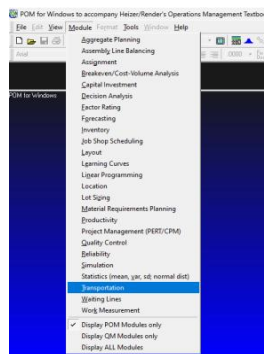 POM for Windows to accompany Heizer/Render's Operations Management Textboo
File Edit View Module Format Tools Window Help
Aggregate Planning
Assembly Line Balancing
Assignment
Breakeven/Cost-Volume Analysis
Capital Investment
Decision Analysis
Factor Rating
Forecasting
Inventory
Job Shop Scheduling
Layout
Learning Curves
Linear Programming
Location
Lot Sizing
Material Requirements Planning
Productivity
Project Management (PERT/CPM)
Quality Control
Reliability
Simulation
Statistics (mean, var, sd; normal dist)
Transportation
Waiting Lines
Work Measurement
Display POM Modules only
Display QM Modules only
Display ALL Modules
Arial
POM for Windows